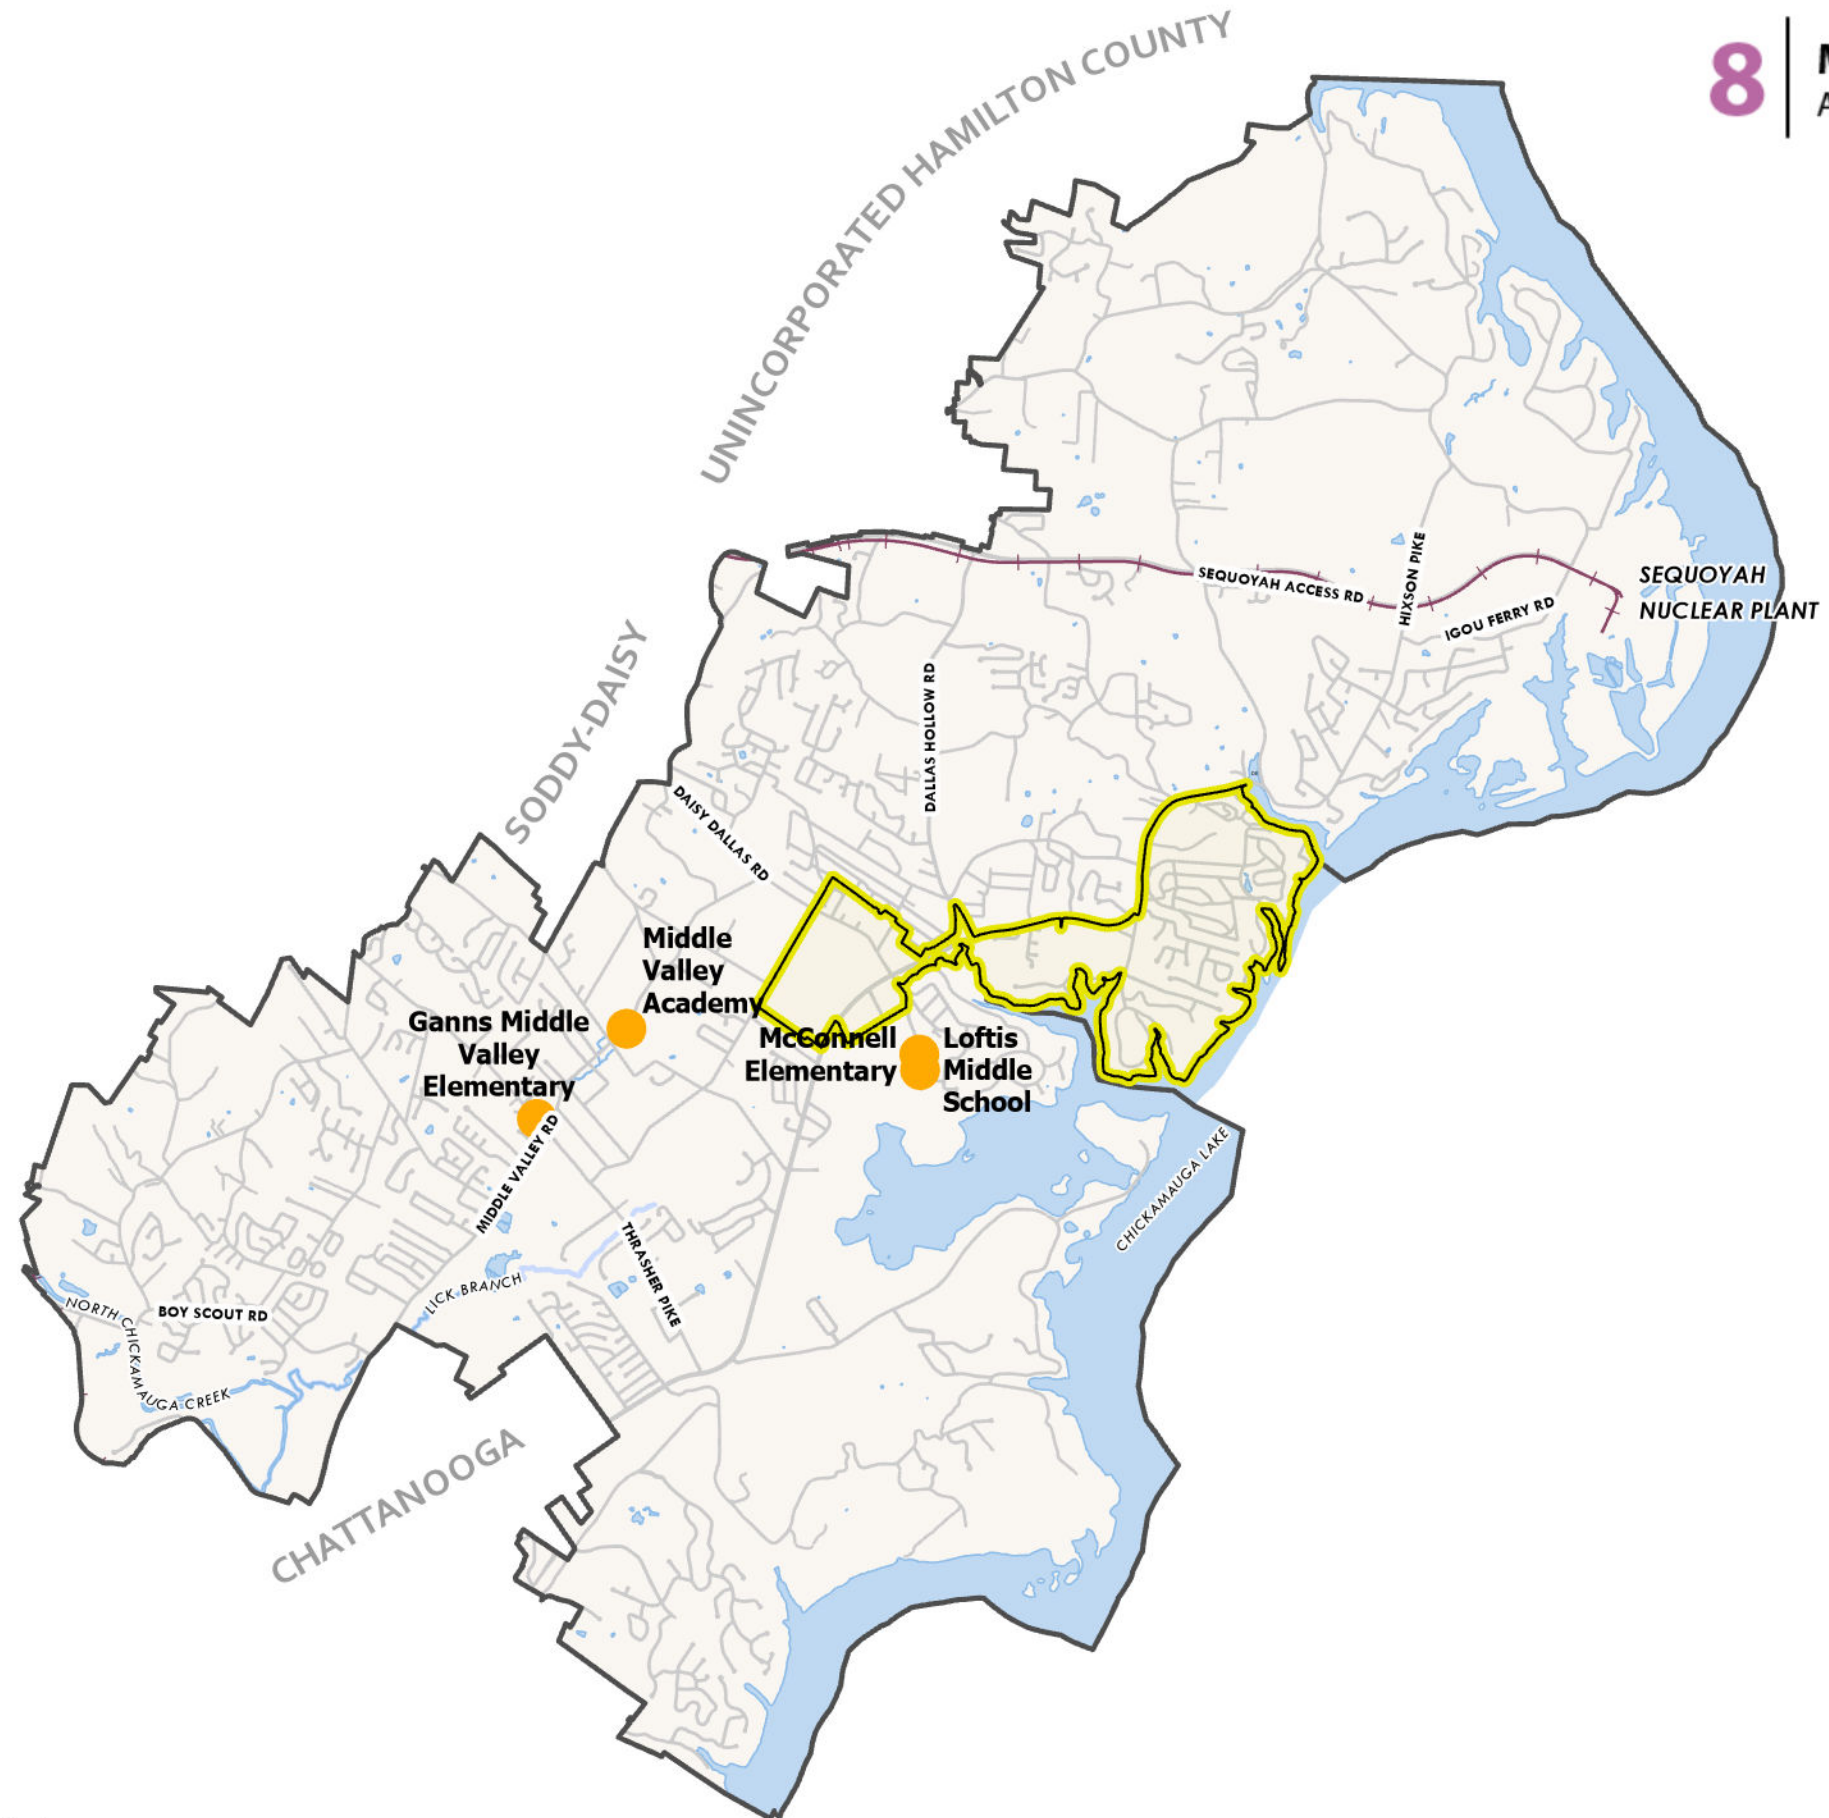 UNINCORPORATED HAMILTON COUNTY
8
SEQUOYAH ACCESS RD
HIXSON PIKE
IGOU FERRY RD
SEQUOYAH
NUCLEAR PLANT
SODDY-DAISY
DALLAS HOLLOW RD
DAISY DALLAS RD
Middle
Valley
Academy
Ganns Middle
Valley
Elementary
McConnell
Elementary
Loftis
Middle
School
MIDDLE VALLEY RD
CHICKAMAUGA LAKE
THRASHER PIKE
LICK BRANCH
BOY SCOUT RD
NORTH CHICKAMAUGA CREEK
CHATTANOOGA